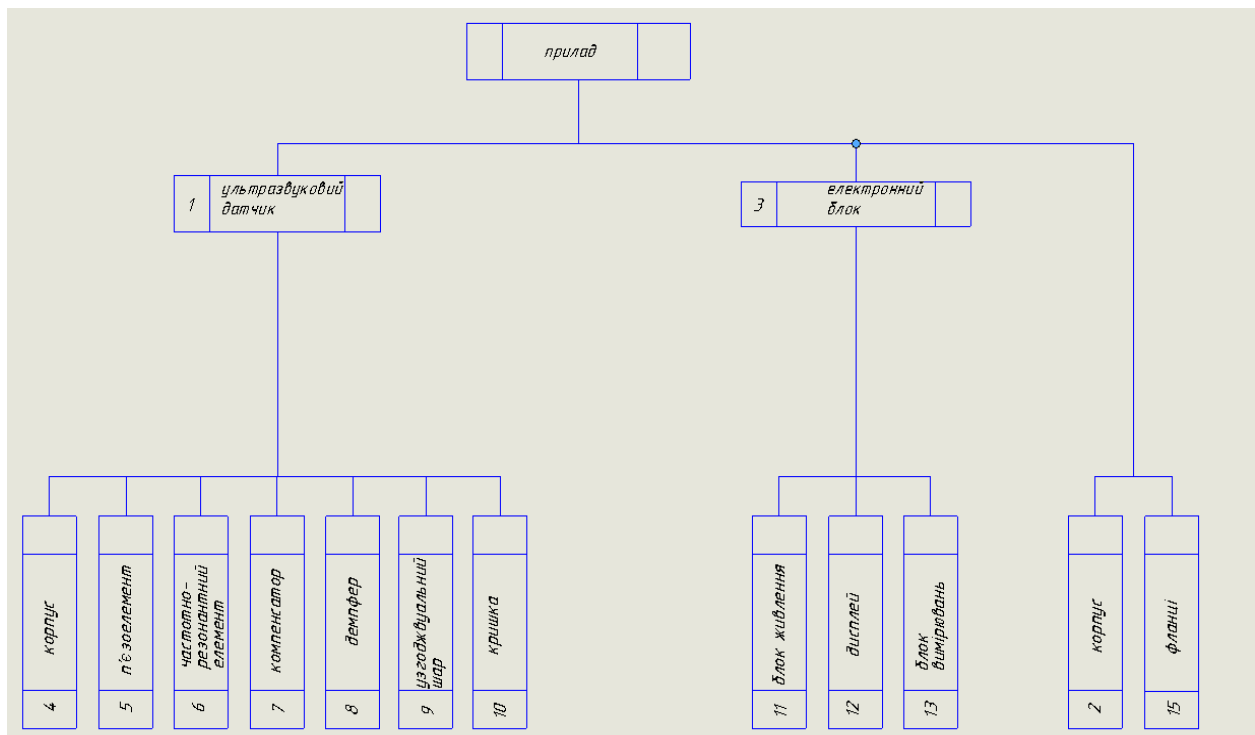 прилад
1
ультразвуковий
датчик
3
електронний
блок
корпус
4
п'єзоелемент
5
частотно-
резонантний
елемент
6
компенсатор
7
демпфер
8
узгоджвуальний
шар
9
кришка
10
блок живлення
11
дисплей
12
блок
вимірювань
13
корпус
2
фланці
15